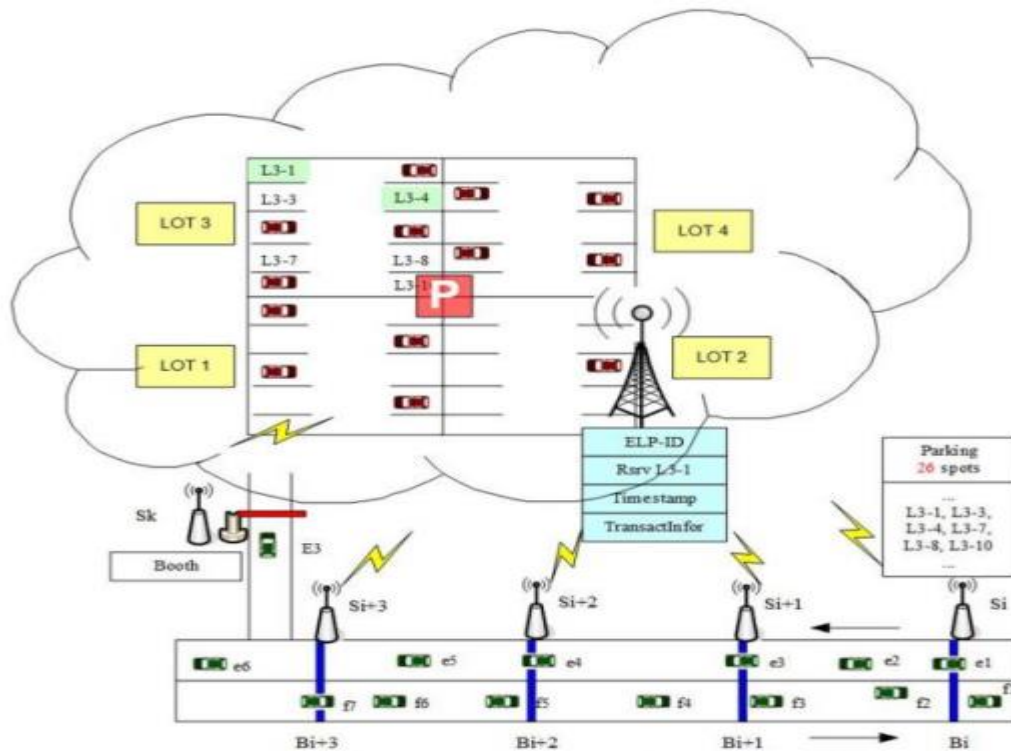 L3-1
L3-3
L3-4
LOT 3
LOT 4
L3-7
L3-8
P
LOT 1
LOT 2
ELP-ID
Rsrv L3-1
Timestamp
TransactInfor
Parking
26 spots
...
L3-1, L3-3,
L3-4, L3-7,
L3-8, L3-10
...
Sk
E3
Booth
Si+3
Si+2
Si+1
Si
e6
e5
e4
e3
e2
e1
f7
f6
f5
f4
f3
f2
Bi+3
Bi+2
Bi+1
Bi